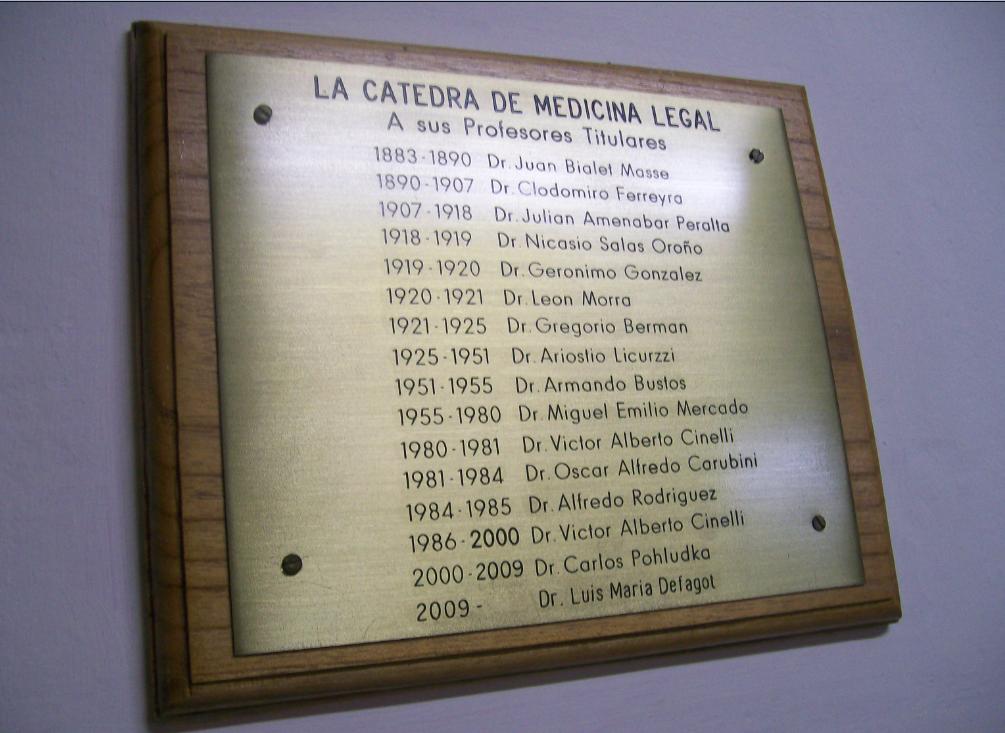 LA CATEDRA DE MEDICINA LEGAL
A sus Profesores Titulares
1883-1890 Dr. Juan Bialet Masse
1890-1907 Dr. Clodomiro Ferreyra
1907-1918 Dr. Julian Amenabar Peralta
1918-1919 Dr. Nicasio Salas Oroño
1919-1920 Dr. Geronimo Gonzalez
1920-1921 Dr. Leon Morra
1921-1925 Dr. Gregorio Berman
1925-1951 Dr. Ariostio Licurzzi
1951-1955 Dr. Armando Bustos
1955-1980 Dr. Miguel Emilio Mercado
1980-1981 Dr. Victor Alberto Cinelli
1981-1984 Dr. Oscar Alfredo Carubini
1984-1985 Dr. Alfredo Rodriguez
1986-2000 Dr. Victor Alberto Cinelli
2000-2009 Dr. Carlos Pohludka
2009- Dr. Luis Maria Defagot